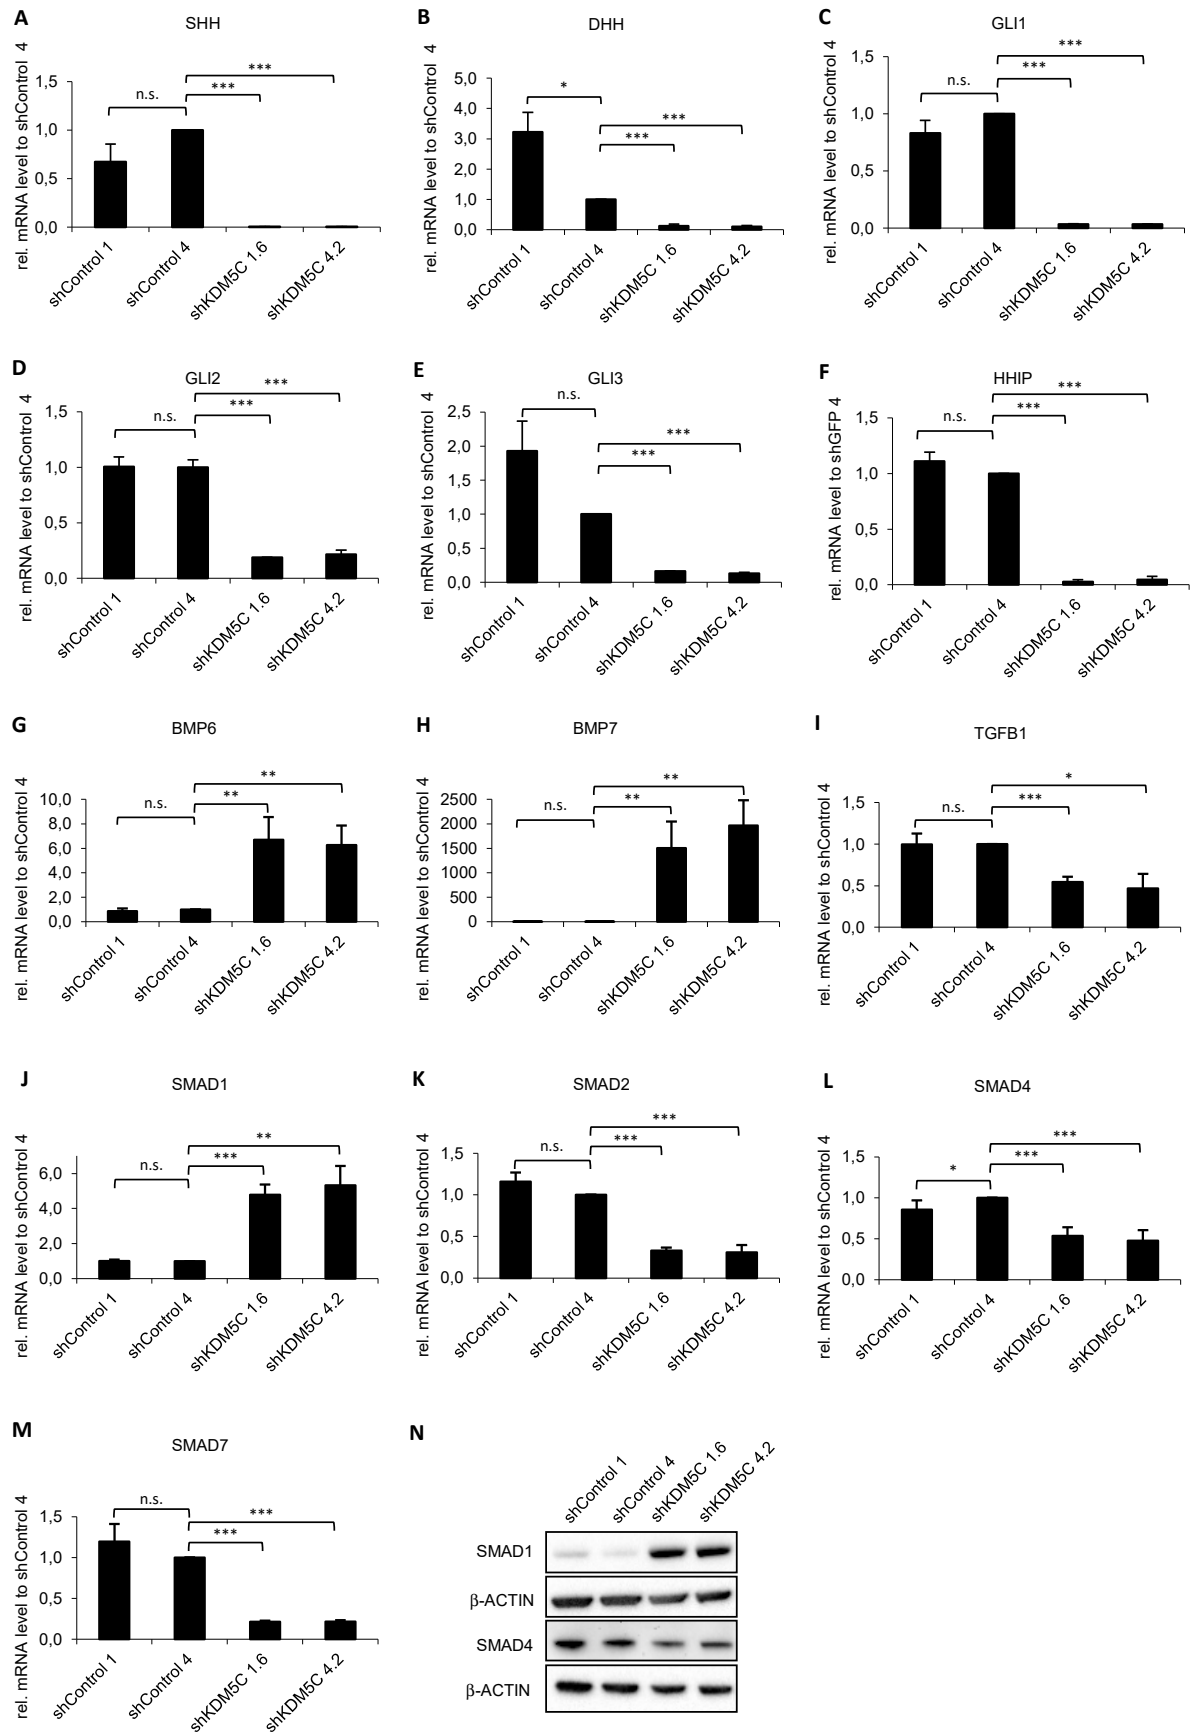 A
SHH
rel. mRNA level to shControl 4
1,5
1,0
0,5
0,0
n.s.
***
***
shControl 1
shControl 4
shKDM5C 1.6
shKDM5C 4.2
B
DHH
rel. mRNA level to shControl 4
5,0
4,0
3,0
2,0
1,0
0,0
*
***
***
shControl 1
shControl 4
shKDM5C 1.6
shKDM5C 4.2
C
GLI1
rel. mRNA level to shControl 4
1,5
1,0
0,5
0,0
n.s.
***
***
shControl 1
shControl 4
shKDM5C 1.6
shKDM5C 4.2
D
GLI2
rel. mRNA level to shControl 4
1,5
1,0
0,5
0,0
n.s.
***
***
shControl 1
shControl 4
shKDM5C 1.6
shKDM5C 4.2
E
GLI3
rel. mRNA level to shControl 4
2,5
2,0
1,5
1,0
0,5
0,0
n.s.
***
***
shControl 1
shControl 4
shKDM5C 1.6
shKDM5C 4.2
F
HHIP
rel. mRNA level to shGFP 4
1,5
1,0
0,5
0,0
n.s.
***
***
shControl 1
shControl 4
shKDM5C 1.6
shKDM5C 4.2
G
BMP6
rel. mRNA level to shControl 4
10,0
8,0
6,0
4,0
2,0
0,0
n.s.
**
**
shControl 1
shControl 4
shKDM5C 1.6
shKDM5C 4.2
H
BMP7
rel. mRNA level to shControl 4
2500
2000
1500
1000
500
0
n.s.
**
**
shControl 1
shControl 4
shKDM5C 1.6
shKDM5C 4.2
I
TGFB1
rel. mRNA level to shControl 4
1,5
1,0
0,5
0,0
n.s.
***
*
shControl 1
shControl 4
shKDM5C 1.6
shKDM5C 4.2
J
SMAD1
rel. mRNA level to shControl 4
6,0
4,0
2,0
0,0
n.s.
***
**
shControl 1
shControl 4
shKDM5C 1.6
shKDM5C 4.2
K
SMAD2
rel. mRNA level to shControl 4
1,5
1,0
0,5
0,0
n.s.
***
***
shControl 1
shControl 4
shKDM5C 1.6
shKDM5C 4.2
L
SMAD4
rel. mRNA level to shControl 4
1,5
1,0
0,5
0,0
*
***
***
shControl 1
shControl 4
shKDM5C 1.6
shKDM5C 4.2
M
SMAD7
rel. mRNA level to shControl 4
1,5
1,0
0,5
0,0
n.s.
***
***
shControl 1
shControl 4
shKDM5C 1.6
shKDM5C 4.2
N
shControl 1
shControl 4
shKDM5C 1.6
shKDM5C 4.2
SMAD1
β-ACTIN
SMAD4
β-ACTIN